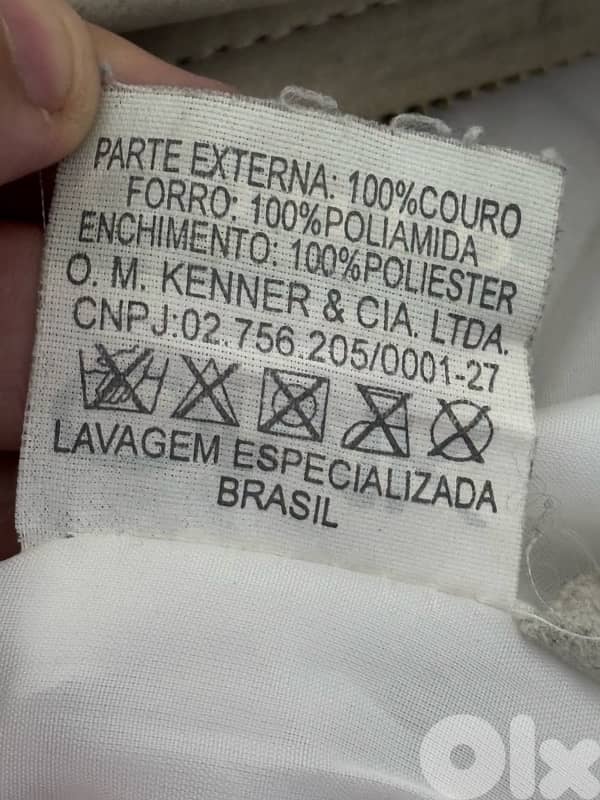 PARTE EXTERNA: 100%COURO
FORRO: 100%POLIAMIDA
ENCHIMENTO: 100%POLIESTER
O. M. KENNER & CIA. LTDA.
CNPJ:02.756.205/0001-27
LAVAGEM ESPECIALIZADA
BRASIL
Olx